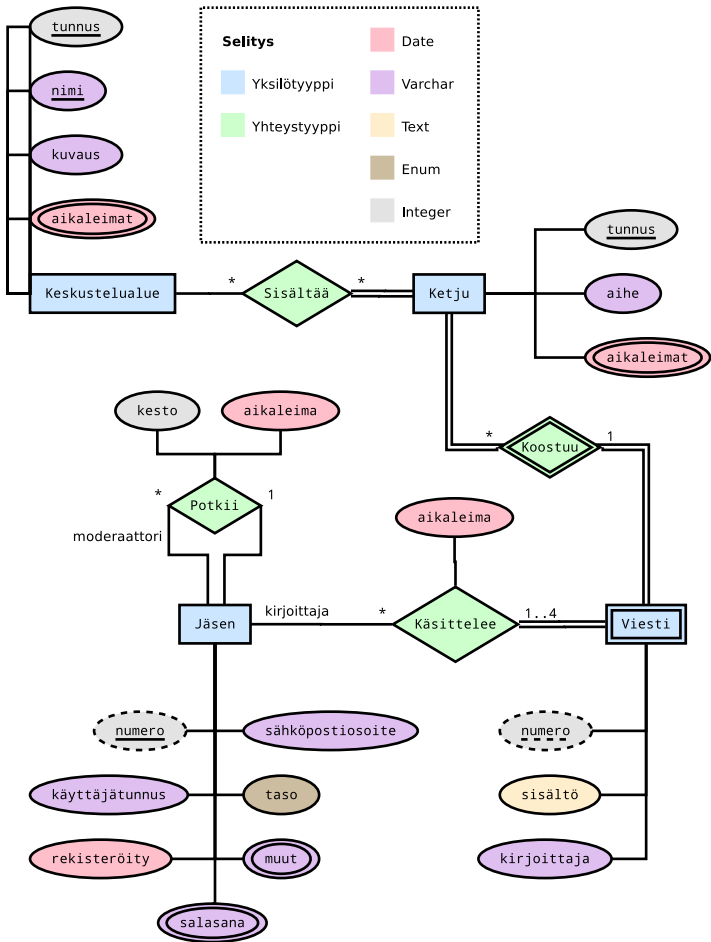 tunnus
nimi
kuvaus
aikaleimat
Selitys
Yksilötyyppi
Yhteystyyppi
Date
Varchar
Text
Enum
Integer
Keskustelualue
*
Sisältää
*
Ketju
tunnus
aihe
aikaleimat
kesto
aikaleima
*
Koostuu
1
*
Potkii
1
moderaattori
aikaleima
Jäsen
kirjoittaja
*
Käsittelee
1..4
Viesti
numero
sähköpostiosoite
numero
käyttäjätunnus
taso
sisältö
rekisteröity
muut
kirjoittaja
salasana